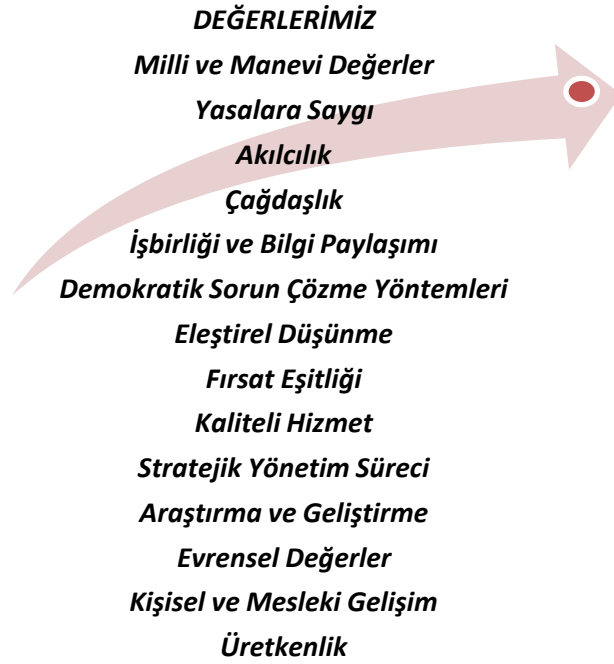 DEĞERLERİMİZ
Milli ve Manevi Değerler
Yasalara Saygı
Akılcılık
Çağdaşlık
İşbirliği ve Bilgi Paylaşımı
Demokratik Sorun Çözme Yöntemleri
Eleştirel Düşünme
Fırsat Eşitliği
Kaliteli Hizmet
Stratejik Yönetim Süreci
Araştırma ve Geliştirme
Evrensel Değerler
Kişisel ve Mesleki Gelişim
Üretkenlik